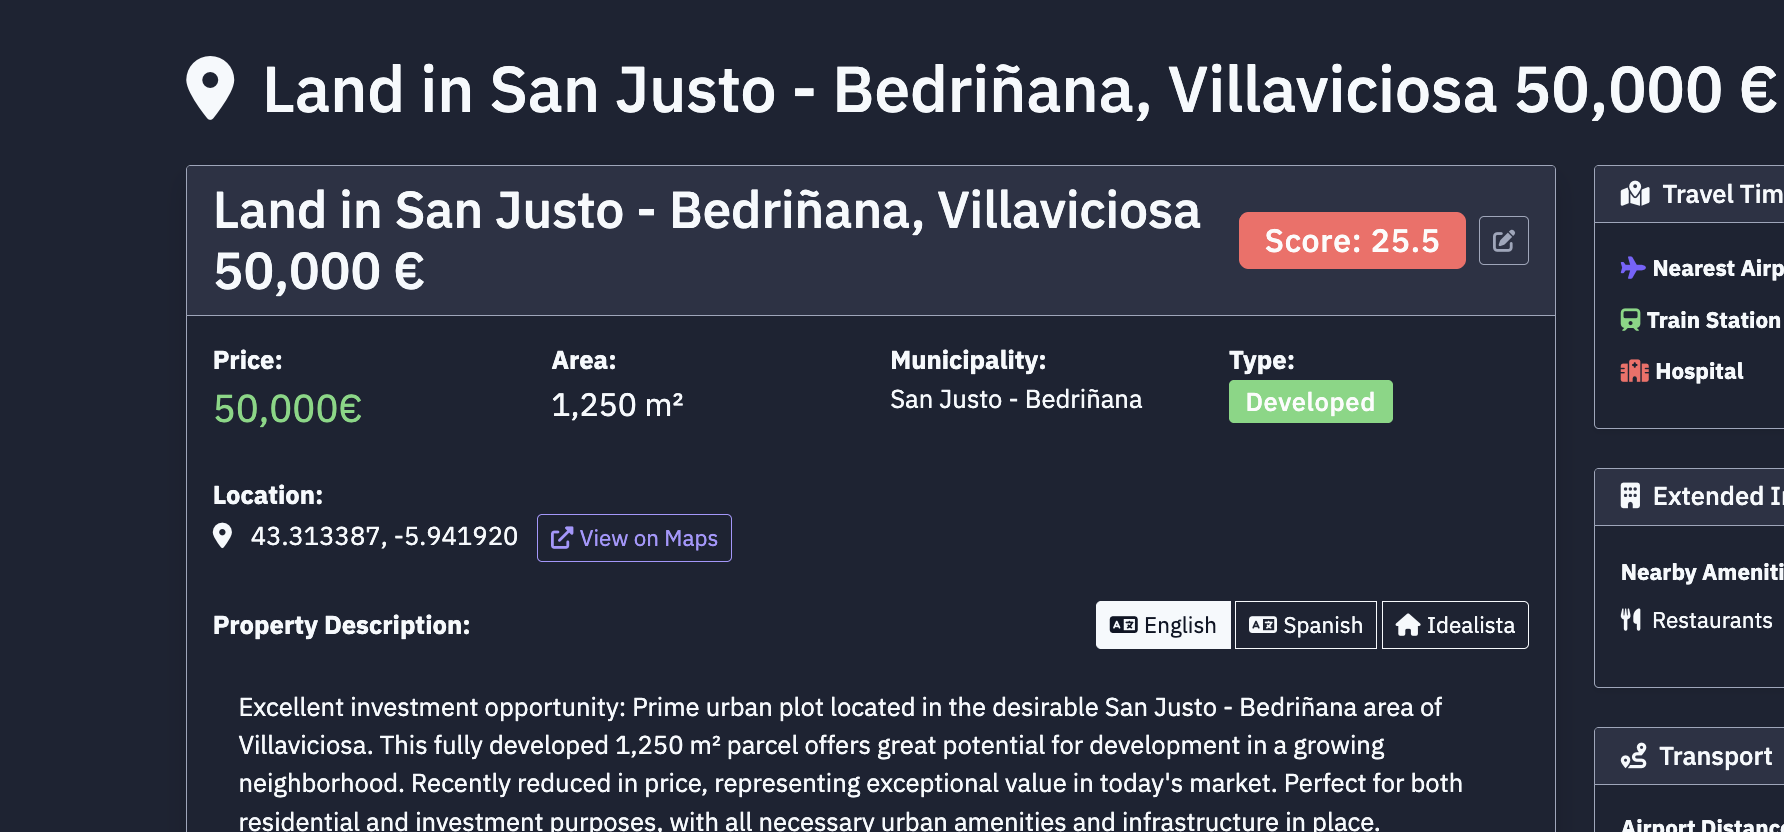 Land in San Justo - Bedriñana, Villaviciosa 50,000 €
Land in San Justo - Bedriñana, Villaviciosa
50,000 €
Score: 25.5
Price:
50,000€
Area:
1,250 m²
Municipality:
San Justo - Bedriñana
Type:
Developed
Location:
43.313387, -5.941920
View on Maps
Property Description:
English
Spanish
Idealista
Excellent investment opportunity: Prime urban plot located in the desirable San Justo - Bedriñana area of
Villaviciosa. This fully developed 1,250 m² parcel offers great potential for development in a growing
neighborhood. Recently reduced in price, representing exceptional value in today's market. Perfect for both
residential and investment purposes, with all necessary urban amenities and infrastructure in place.
Travel Tim
Nearest Airp
Train Station
Hospital
Extended I
Nearby Ameniti
Restaurants
Transport
Airport Distanc